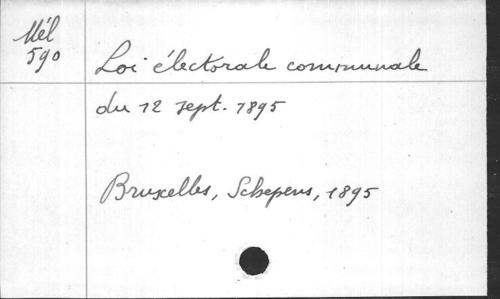 Mél
590
Loi électorale communale
du 12 sept. 1895
Bruxelles, Schepens, 1895